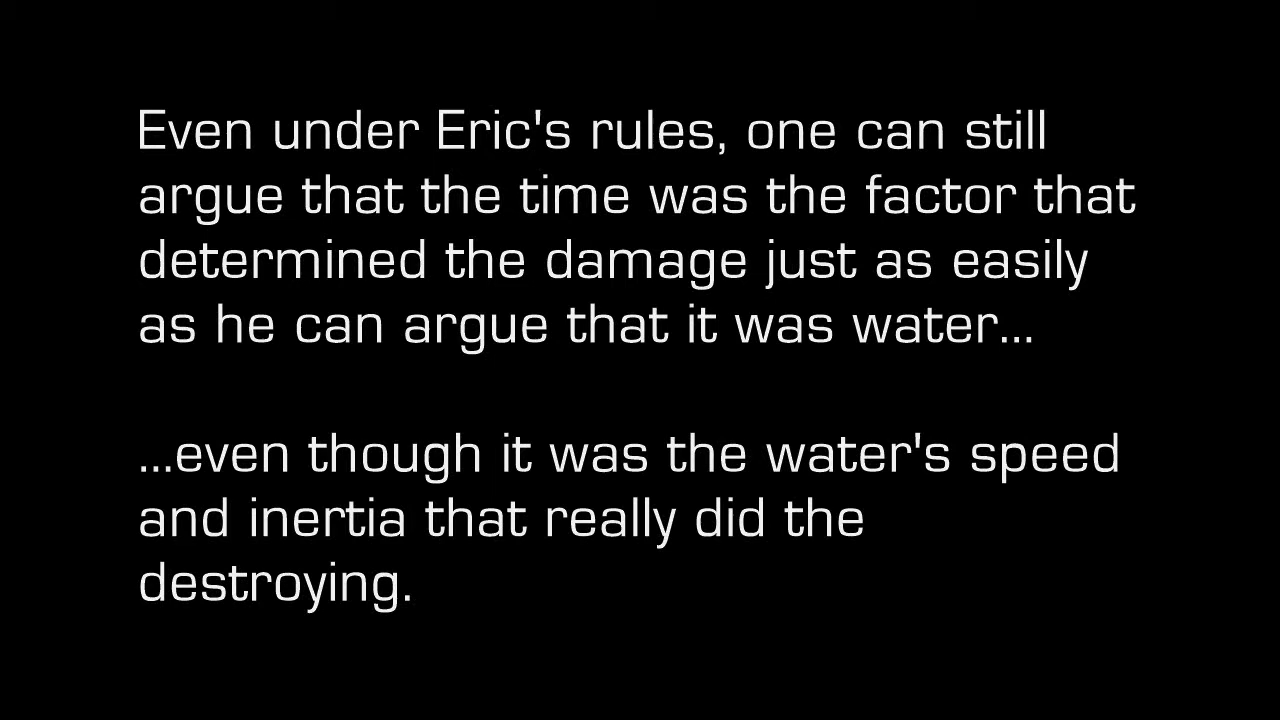 Even under Eric's rules, one can still
argue that the time was the factor that
determined the damage just as easily
as he can argue that it was water...
...even though it was the water's speed
and inertia that really did the
destroying.